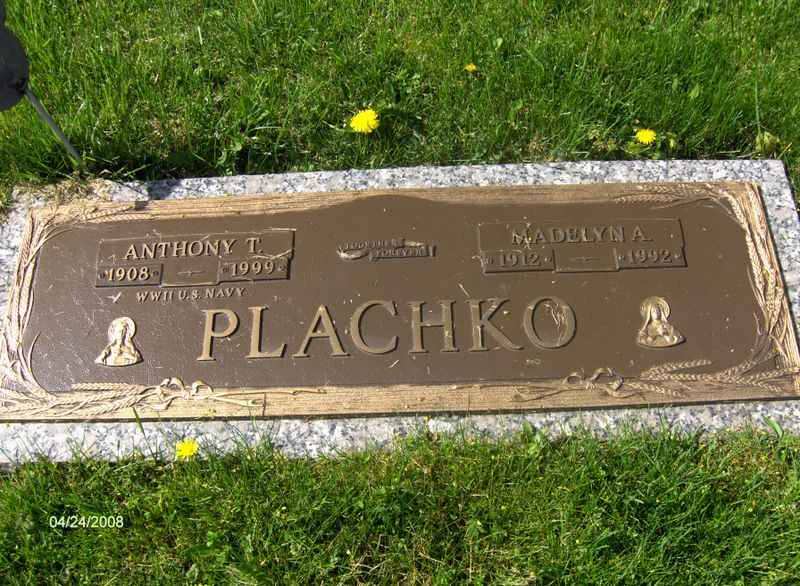 ANTHONY T.
1908 — 1999
WWII U.S. NAVY
TOGETHER
FOREVER
MADELYN A.
1912 — 1992
PLACHKO
04/24/2008